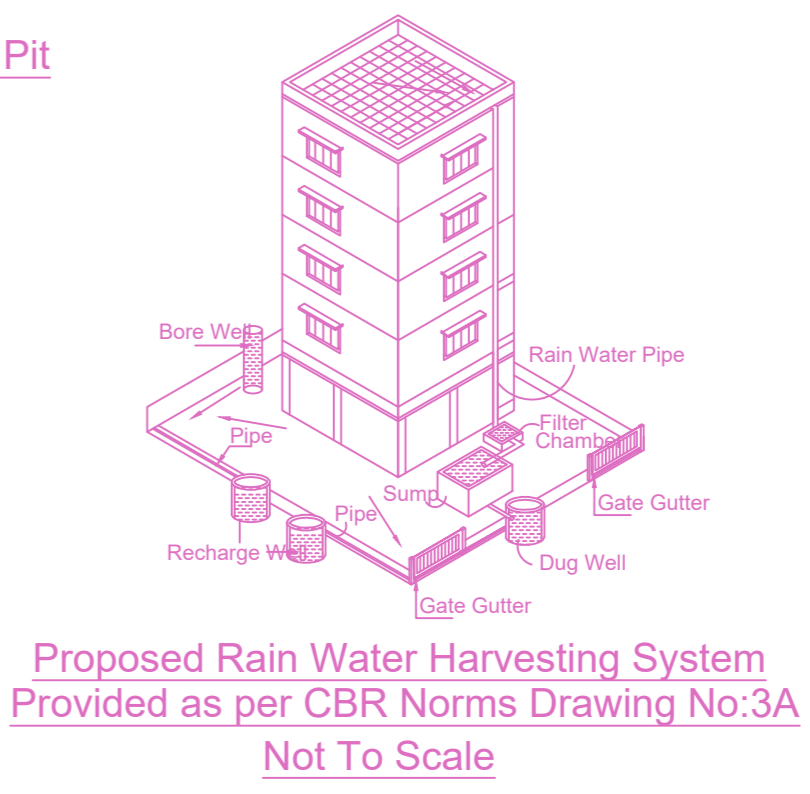 Pit
Bore Well
Rain Water Pipe
Filter
Chamber
Pipe
Sump
Gate Gutter
Pipe
Recharge Well
Dug Well
Gate Gutter
Proposed Rain Water Harvesting System
Provided as per CBR Norms Drawing No:3A
Not To Scale